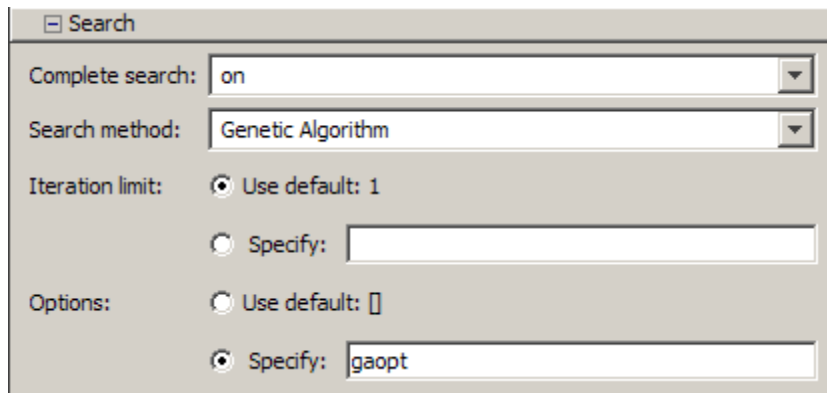 Search
Complete search: on
Search method: Genetic Algorithm
Iteration limit: Use default: 1
Specify:
Options: Use default: []
Specify: gaopt